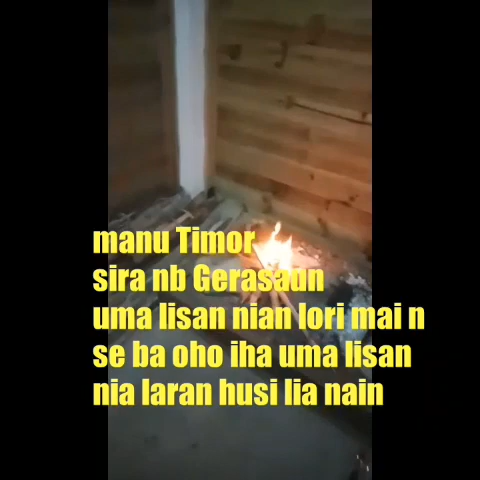 manu Timor
sira nb Gerasaun
uma lisan nian lori mai n
se ba oho iha uma lisan
nia laran husi lia nain